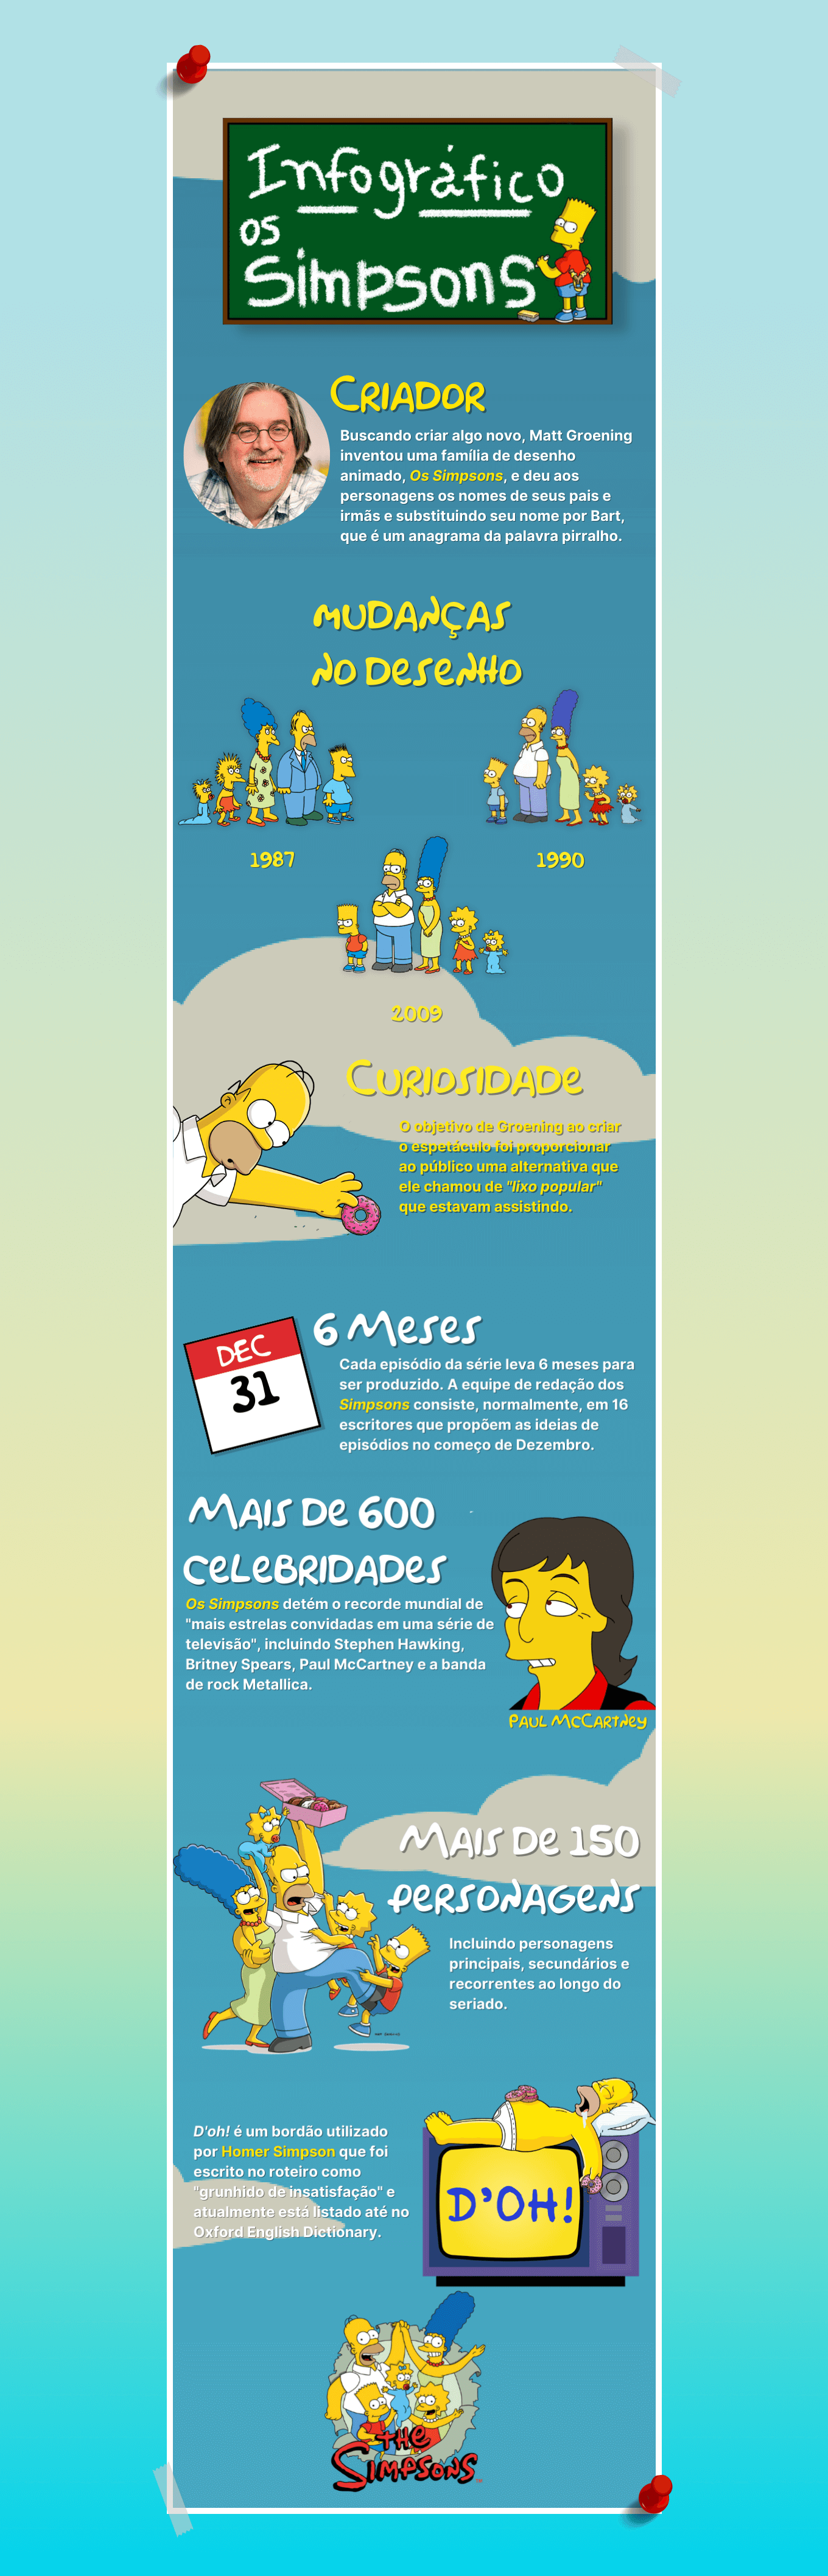 Infográfico
os
Simpsons
Criador
Buscando criar algo novo, Matt Groening
inventou uma família de desenho
animado, Os Simpsons, e deu aos
personagens os nomes de seus pais e
irmãs e substituindo seu nome por Bart,
que é um anagrama da palavra pirralho.
Mudanças
no Desenho
1987
1990
2009
Curiosidade
O objetivo de Groening ao criar
o espetáculo foi proporcionar
ao público uma alternativa que
ele chamou de "lixo popular"
que estavam assistindo.
DEC
31
6 Meses
Cada episódio da série leva 6 meses para
ser produzido. A equipe de redação dos
Simpsons consiste, normalmente, em 16
escritores que propõem as ideias de
episódios no começo de Dezembro.
Mais de 600
Celebridades
Os Simpsons detém o recorde mundial de
"mais estrelas convidadas em uma série de
televisão", incluindo Stephen Hawking,
Britney Spears, Paul McCartney e a banda
de rock Metallica.
Paul McCartney
Mais de 150
Personagens
Incluindo personagens
principais, secundários e
recorrentes ao longo do
seriado.
D'oh! é um bordão utilizado
por Homer Simpson que foi
escrito no roteiro como
"grunhido de insatisfação" e
atualmente está listado até no
Oxford English Dictionary.
D'OH!
The
Simpsons